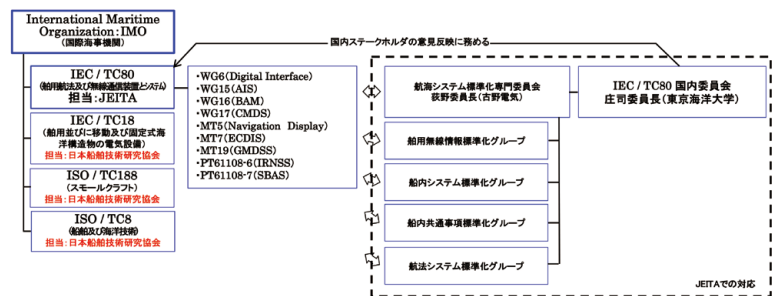 International Maritime
Organization：IMO
(国際海事機関)
国内ステークホルダの意見反映に務める
IEC / TC80
(舶用航法及び無線通信装置とシステム)
担当：JEITA
IEC / TC18
(舶用並びに移動及び固定式海
洋構造物の電気設備)
担当：日本船舶技術研究協会
ISO / TC188
(スモールクラフト)
担当：日本船舶技術研究協会
ISO / TC8
(船舶及び海洋技術)
担当：日本船舶技術研究協会
・WG6(Digital Interface)
・WG15(AIS)
・WG16(BAM)
・WG17(CMDS)
・MT5(Navigation Display)
・MT7(ECDIS)
・MT19(GMDSS)
・PT61108-6(IRNSS)
・PT61108-7(SBAS)
航海システム標準化専門委員会
荻野委員長(古野電気)
IEC / TC80 国内委員会
庄司委員長(東京海洋大学)
舶用無線情報標準化グループ
船内システム標準化グループ
船内共通事項標準化グループ
航法システム標準化グループ
JEITAでの対応